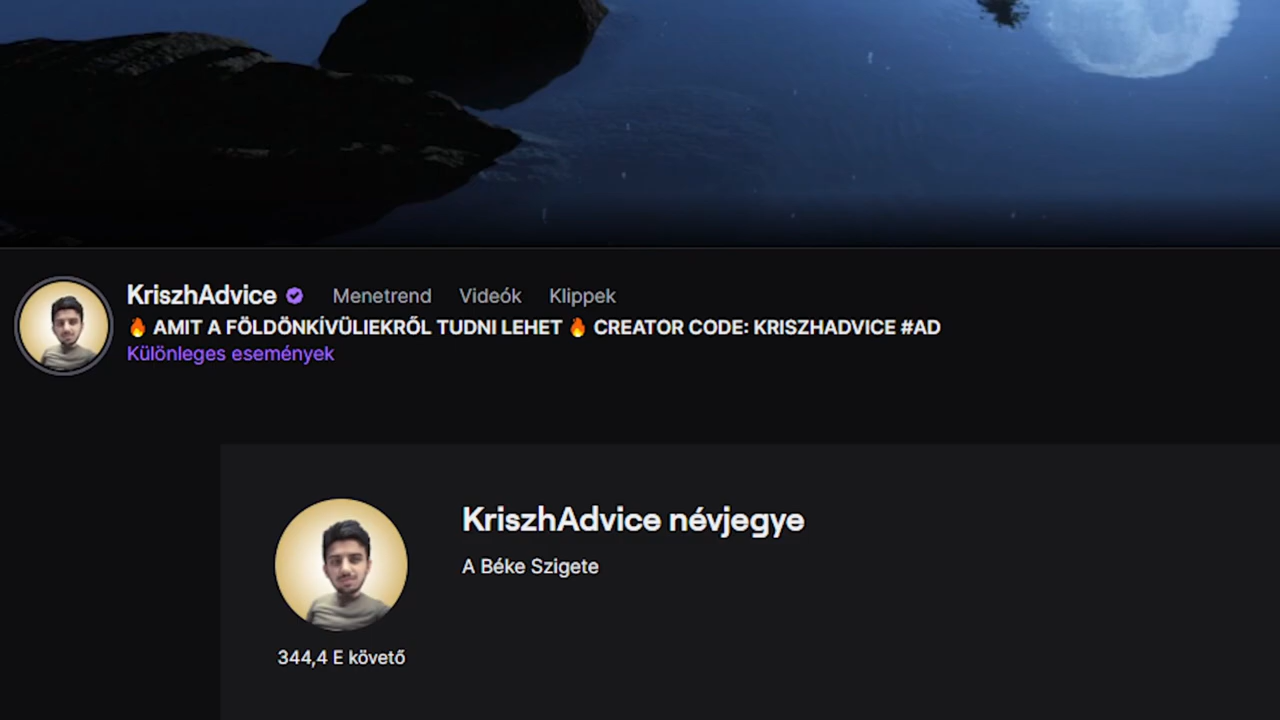 KriszhAdvice Menetrend Videók Klippek
🔥 AMIT A FÖLDÖNKÍVÜLIEKRŐL TUDNI LEHET 🔥 CREATOR CODE: KRISZHADVICE #AD
Különleges események
KriszhAdvice névjegye
A Béke Szigete
344,4 E követő